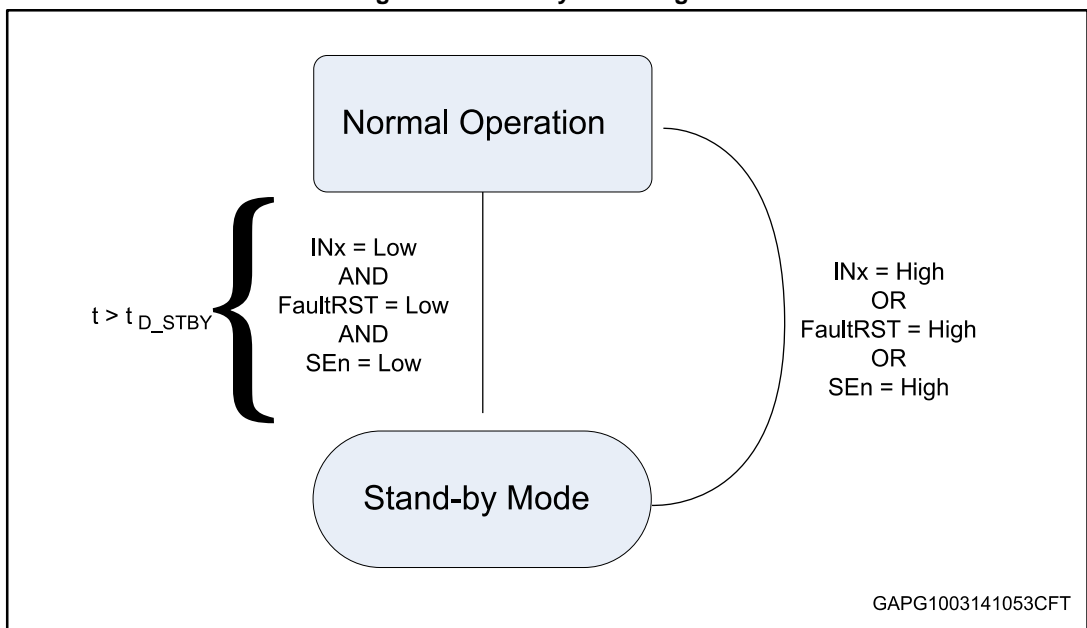 Normal Operation
t > t D_STBY
INx = Low
AND
FaultRST = Low
AND
SEn = Low
INx = High
OR
FaultRST = High
OR
SEn = High
Stand-by Mode
GAPG1003141053CFT